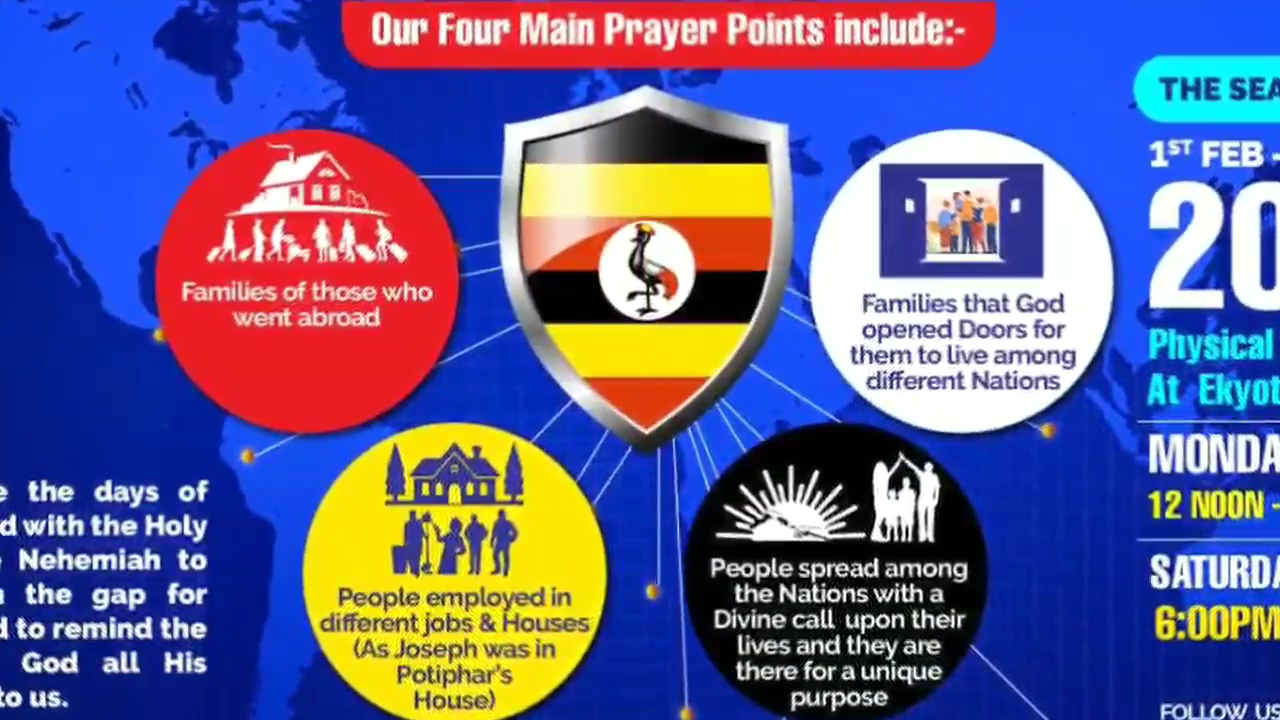 Our Four Main Prayer Points include:-
Families of those who
went abroad
Families that God
opened Doors for
them to live among
different Nations
People employed in
different jobs & Houses
(As Joseph was in
Potiphar's
House)
People spread among
the Nations with a
Divine call upon their
lives and they are
there for a unique
purpose
the days of
with the Holy
Nehemiah to
the gap for
to remind the
God all His
to us.
THE
1ST FEB -
20
Physical
At
12 NOON -
6:00PM
FOLLOW US